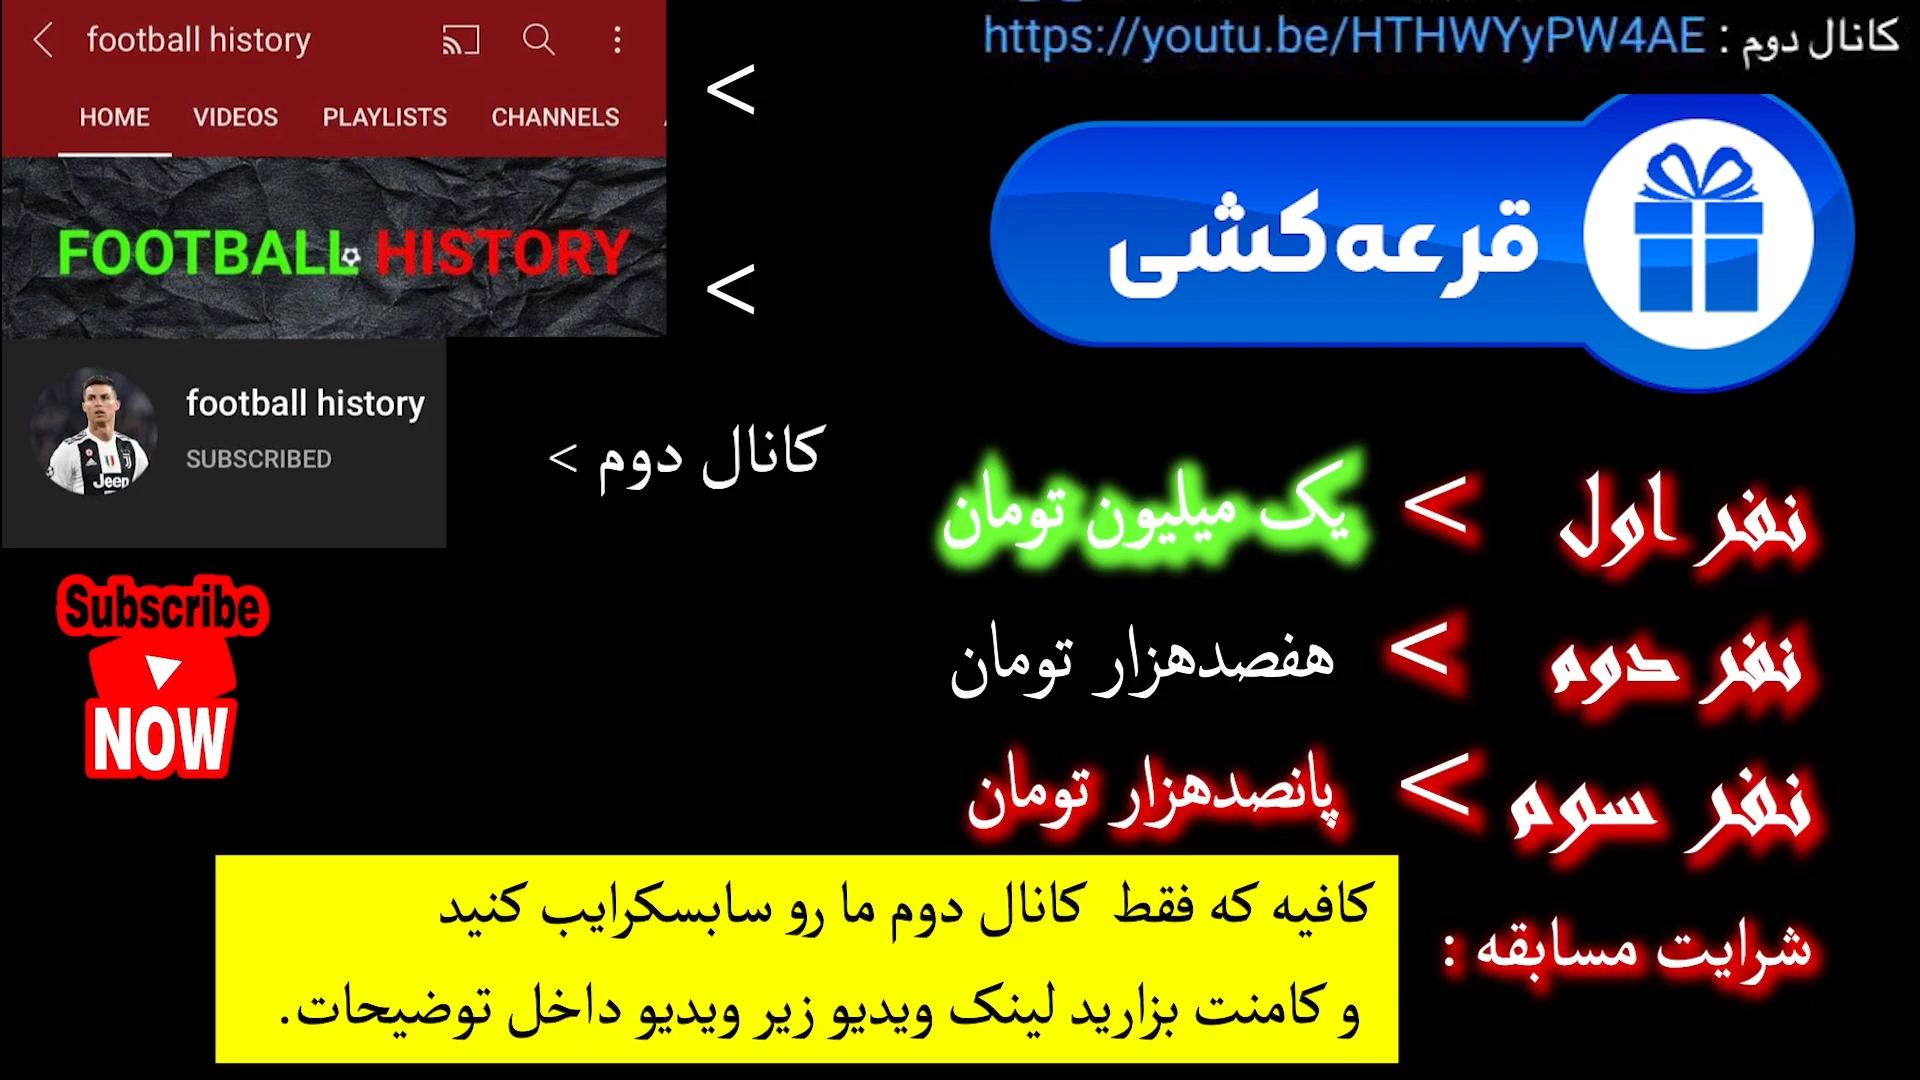 football history
HOME VIDEOS PLAYLISTS CHANNELS
FOOTBALL HISTORY
football history
SUBSCRIBED
Jeep
کانال دوم >
Subscribe
NOW
کانال دوم : https://youtu.be/HTHWYyPW4AE
قرعه‌کشی
نفر اول > یک میلیون تومان
نفر دوم > هفصدهزار تومان
نفر سوم > پانصدهزار تومان
شرایت مسابقه :
کافیه که فقط کانال دوم ما رو سابسکرایب کنید
و کامنت بزارید لینک ویدیو زیر ویدیو داخل توضیحات.